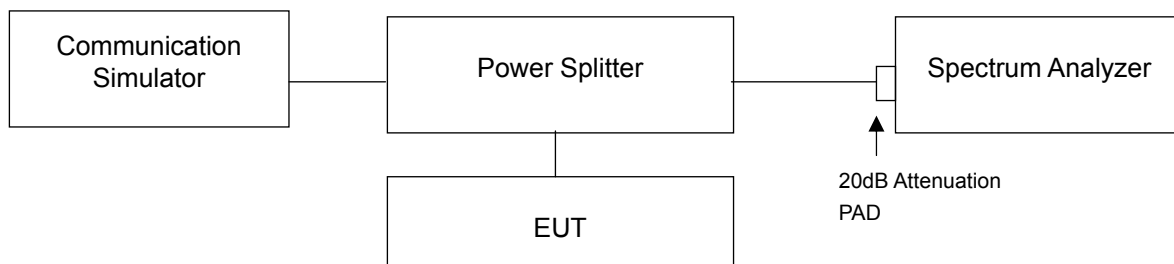 Communication
Simulator
Power Splitter
Spectrum Analyzer
20dB Attenuation
PAD
EUT